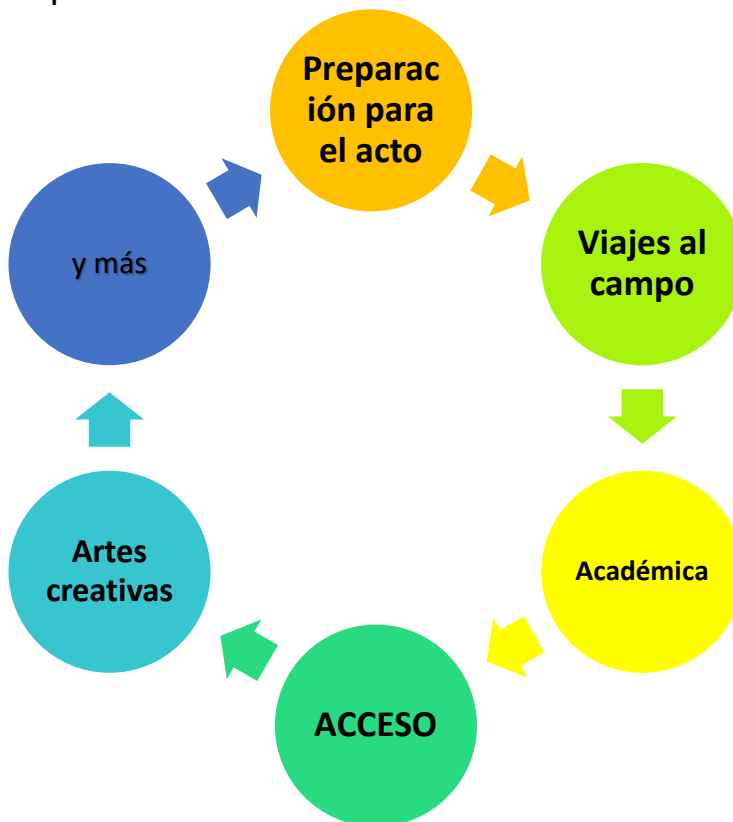 Preparac
ión para
el acto
Viajes al
campo
Académica
ACCESO
Artes
creativas
y más